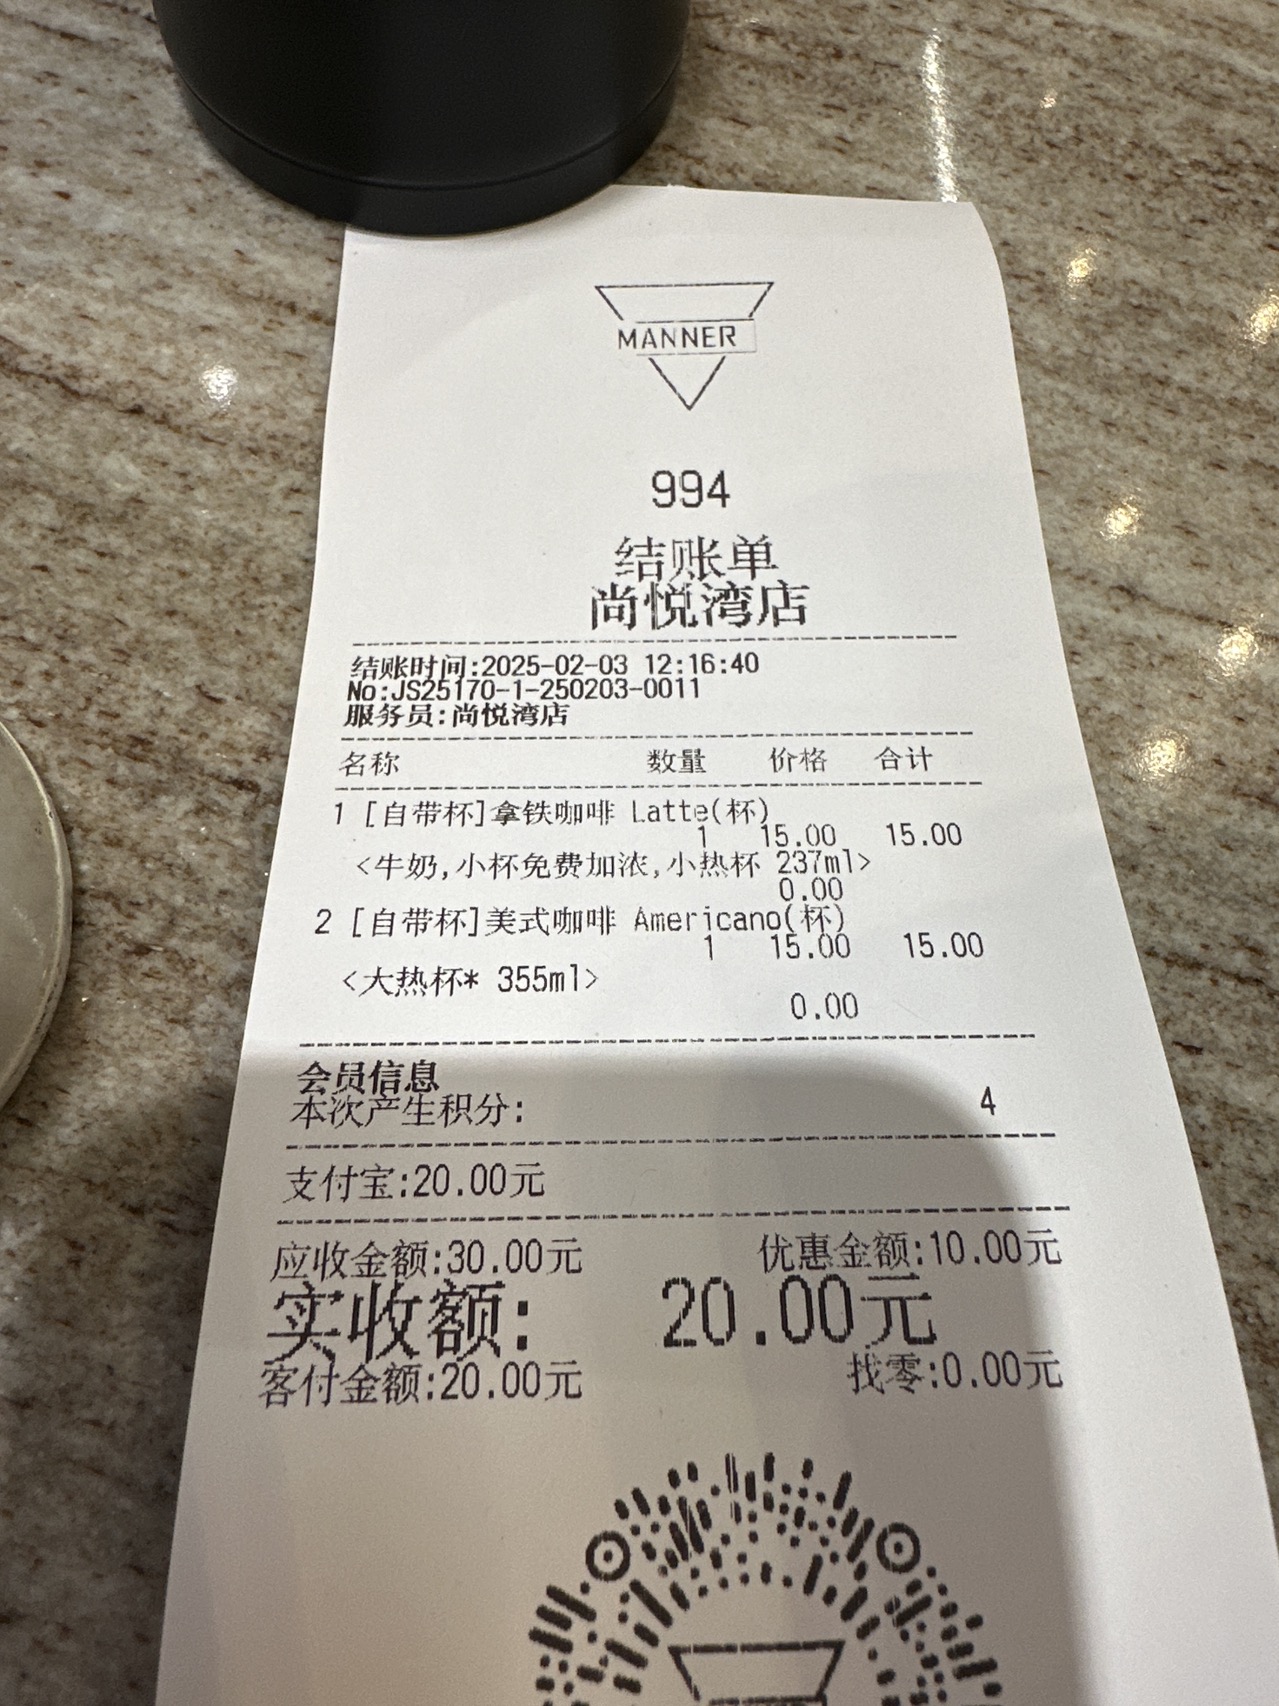 MANNER
994
结账单
尚悦湾店
结账时间:2025-02-03 12:16:40
No:JS25170-1-250203-0011
服务员:尚悦湾店
名称 数量 价格 合计
1 [自带杯]拿铁咖啡 Latte(杯)
1 15.00 15.00
<牛奶,小杯免费加浓,小热杯 237ml>
0.00
2 [自带杯]美式咖啡 Americano(杯)
1 15.00 15.00
<大热杯* 355ml>
0.00
会员信息
本次产生积分: 4
支付宝:20.00元
应收金额:30.00元 优惠金额:10.00元
实收额: 20.00元
客付金额:20.00元 找零:0.00元